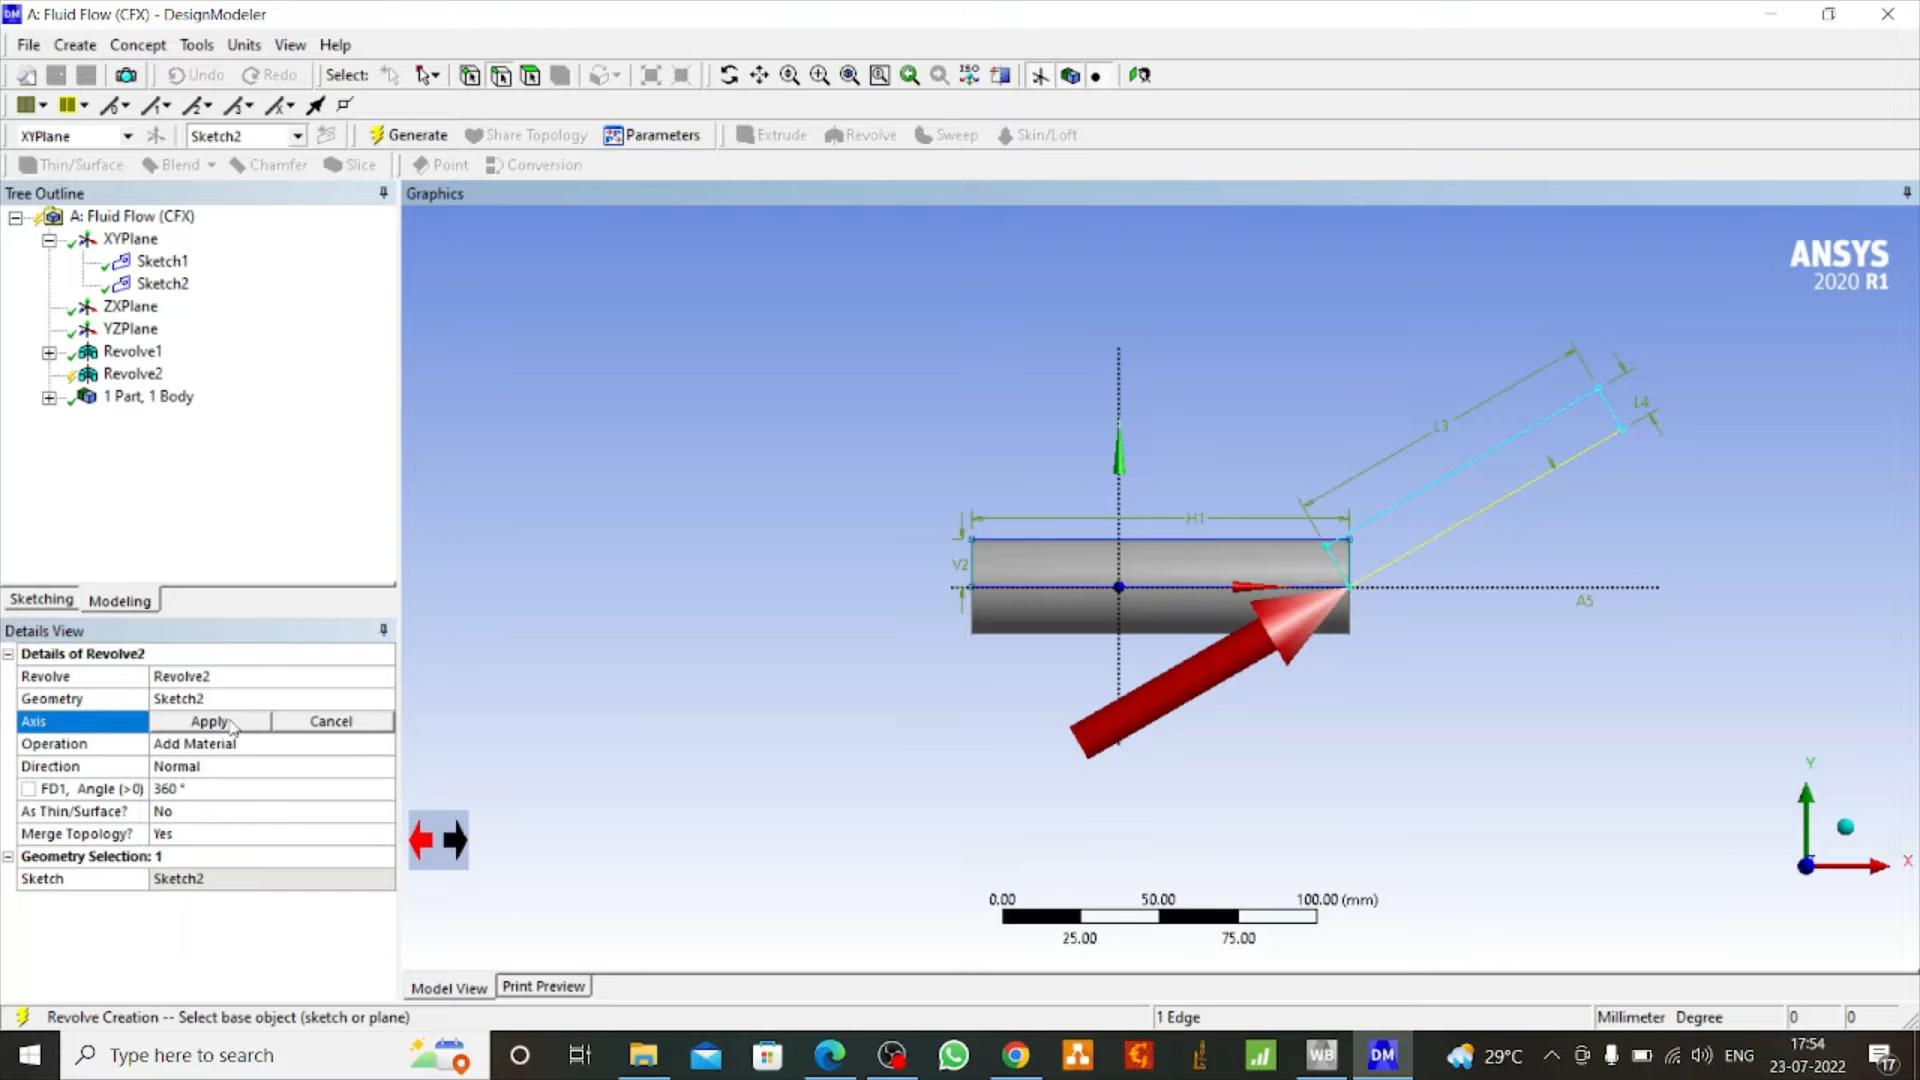 A: Fluid Flow (CFX) - DesignModeler
File Create Concept Tools Units View Help
Undo Redo Select: ISO
XYPlane Sketch2 Generate Share Topology Parameters Extrude Revolve Sweep Skin/Loft
Thin/Surface Blend Chamfer Slice Point Conversion
Tree Outline
A: Fluid Flow (CFX)
XYPlane
Sketch1
Sketch2
ZXPlane
YZPlane
Revolve1
Revolve2
1 Part, 1 Body
Sketching Modeling
Details View
Details of Revolve2
Revolve Revolve2
Geometry Sketch2
Axis Apply Cancel
Operation Add Material
Direction Normal
FD1, Angle (>0) 360 °
As Thin/Surface? No
Merge Topology? Yes
Geometry Selection: 1
Sketch Sketch2
Graphics
ANSYS
2020 R1
L3
L4
H1
V2
A5
Y
X
0.00 50.00 100.00 (mm)
25.00 75.00
Model View Print Preview
Revolve Creation -- Select base object (sketch or plane) 1 Edge Millimeter Degree 0 0
Type here to search
WB DM
29°C ENG
17:54
23-07-2022
17